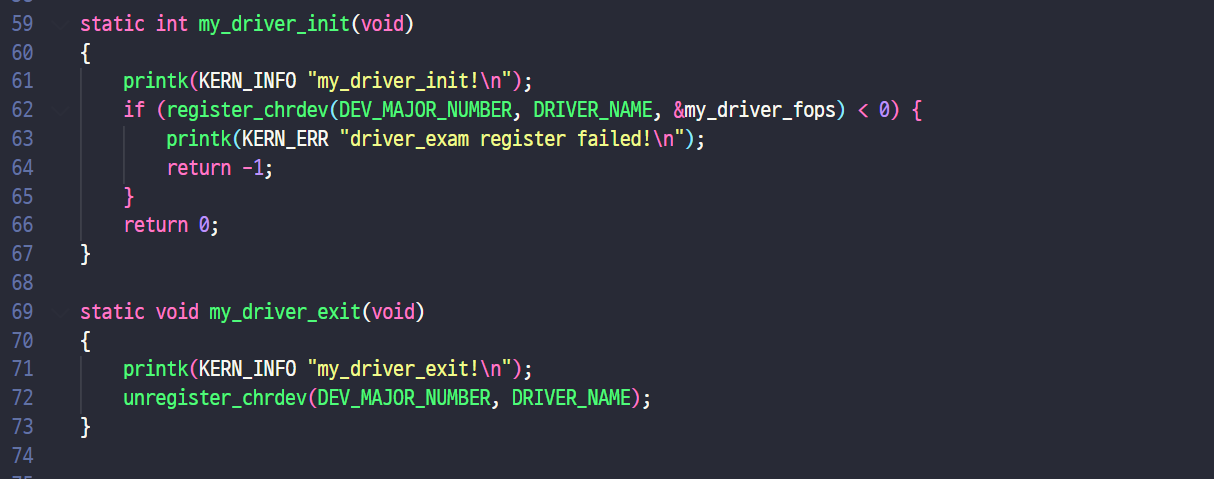 59 static int my_driver_init(void)
60 {
61 printk(KERN_INFO "my_driver_init!\n");
62 if (register_chrdev(DEV_MAJOR_NUMBER, DRIVER_NAME, &my_driver_fops) < 0) {
63 printk(KERN_ERR "driver_exam register failed!\n");
64 return -1;
65 }
66 return 0;
67 }
68
69 static void my_driver_exit(void)
70 {
71 printk(KERN_INFO "my_driver_exit!\n");
72 unregister_chrdev(DEV_MAJOR_NUMBER, DRIVER_NAME);
73 }
74